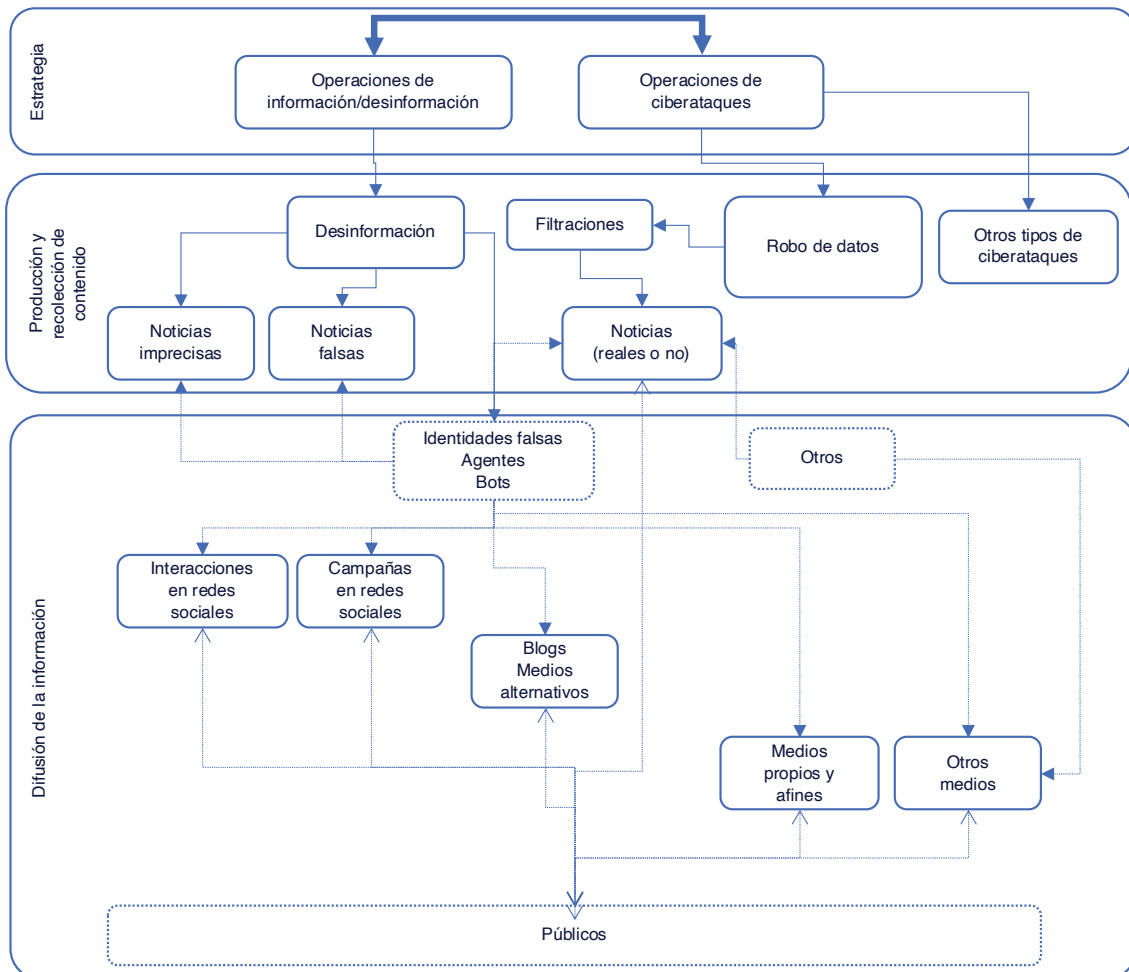 Estrategia
Operaciones de
información/desinformación
Operaciones de
ciberataques
Producción y
recolección de
contenido
Desinformación
Filtraciones
Robo de datos
Otros tipos de
ciberataques
Noticias
imprecisas
Noticias
falsas
Noticias
(reales o no)
Difusión de la información
Identidades falsas
Agentes
Bots
Otros
Interacciones
en redes
sociales
Campañas
en redes
sociales
Blogs
Medios
alternativos
Medios
propios y
afines
Otros
medios
Públicos